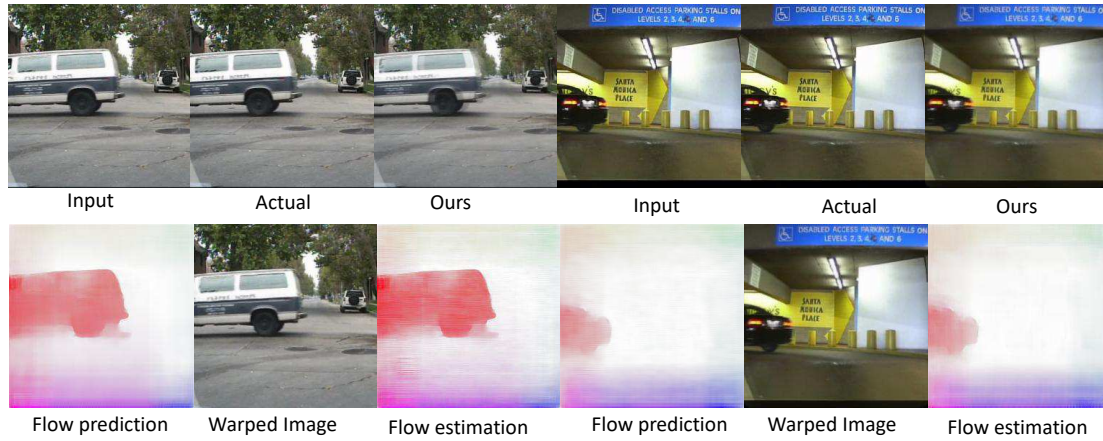 DISABLED ACCESS PARKING STALLS ON
LEVELS 2, 3, 4, AND 6
SANTA
MONICA
PLACE
DISABLED ACCESS PARKING STALLS ON
LEVELS 2, 3, 4, AND 6
SANTA
MONICA
PLACE
DISABLED ACCESS PARKING STALLS ON
LEVELS 2, 3, 4, AND 6
SANTA
MONICA
PLACE
Input
Actual
Ours
Input
Actual
Ours
DISABLED ACCESS PARKING STALLS ON
LEVELS 2, 3, 4, AND 6
SANTA
MONICA
PLACE
Flow prediction
Warped Image
Flow estimation
Flow prediction
Warped Image
Flow estimation